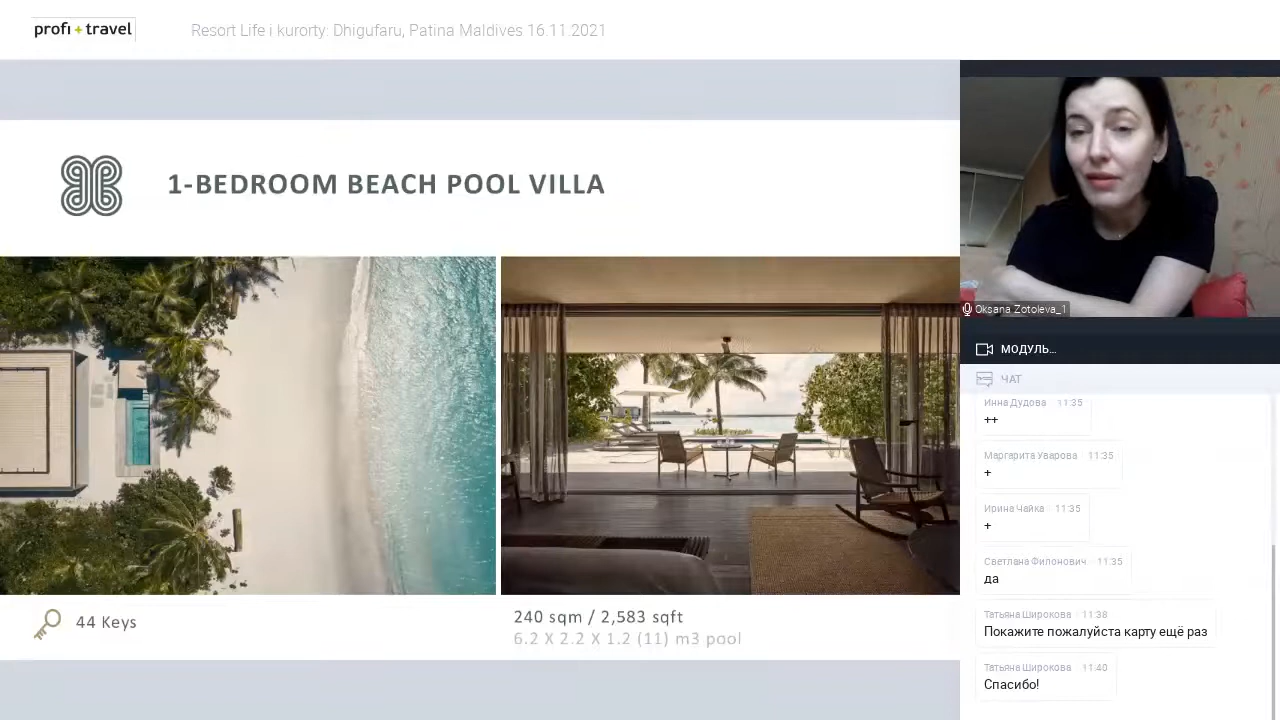 profi + travel
Resort Life i kurorty: Dhigufaru, Patina Maldives 16.11.2021
1-BEDROOM BEACH POOL VILLA
44 Keys
240 sqm / 2,583 sqft
6.2 X 2.2 X 1.2 (11) m3 pool
Oksana Zotoleva_1
МОДУЛЬ...
ЧАТ
Инна Дудова 11:35
++
Маргарита Уварова 11:35
+
Ирина Чайка 11:35
+
Светлана Филонович 11:35
да
Татьяна Широкова 11:38
Покажите пожалуйста карту ещё раз
Татьяна Широкова 11:40
Спасибо!